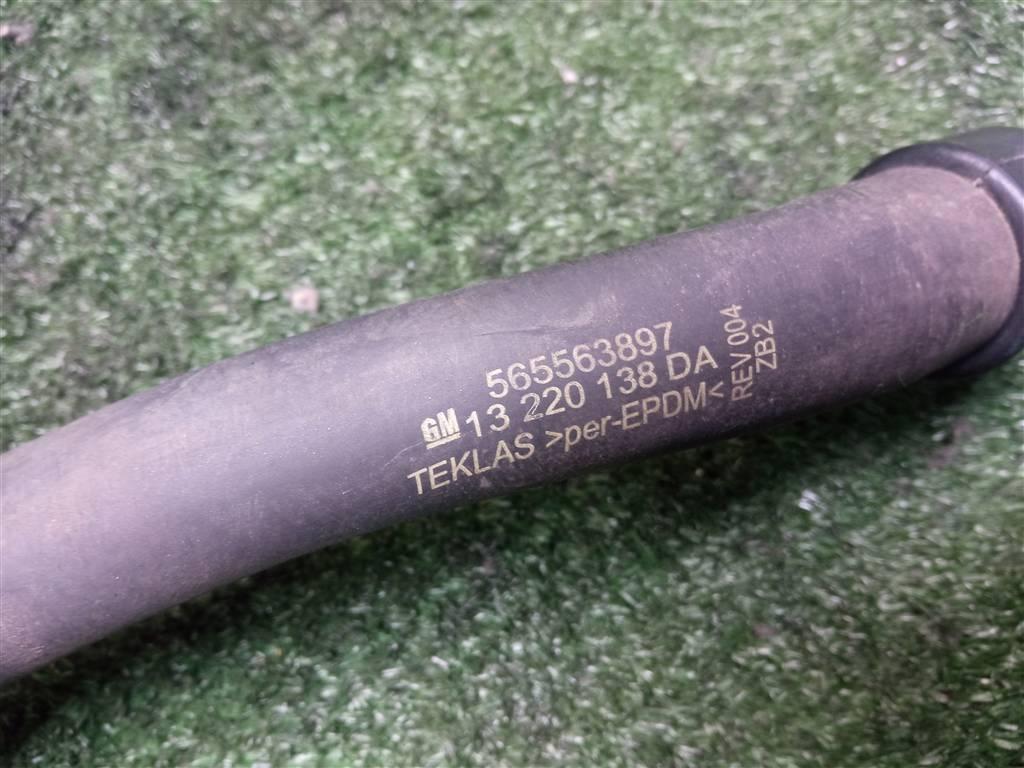 565563897
GM 13 220 138 DA
TEKLAS >per-EPDM<
REV 004
ZB2